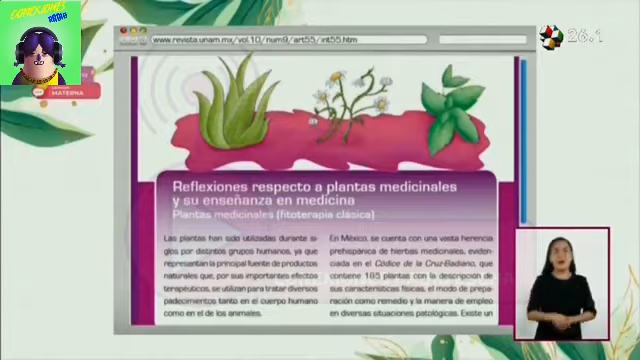 CONEXIONES
www.revista.unam.mx/vol.10/num9/art55/int55.htm
26.1
MATERNA
Reflexiones respecto a plantas medicinales
y su enseñanza en medicina
Plantas medicinales (fitoterapia clásica)
Las plantas han sido utilizadas durante si-
glos por distintos grupos humanos, ya que
representan la principal fuente de productos
naturales que, por sus importantes efectos
terapéuticos, se utilizan para tratar diversos
padecimientos tanto en el cuerpo humano
como en el de los animales.
En México, se cuenta con una vasta herencia
prehispánica de hierbas medicinales, eviden-
ciada en el Códice de la Cruz-Badiano, que
contiene 185 plantas con la descripción de
sus características físicas, el modo de prepa-
ración como remedio y la manera de empleo
en diversas situaciones patológicas. Existe un